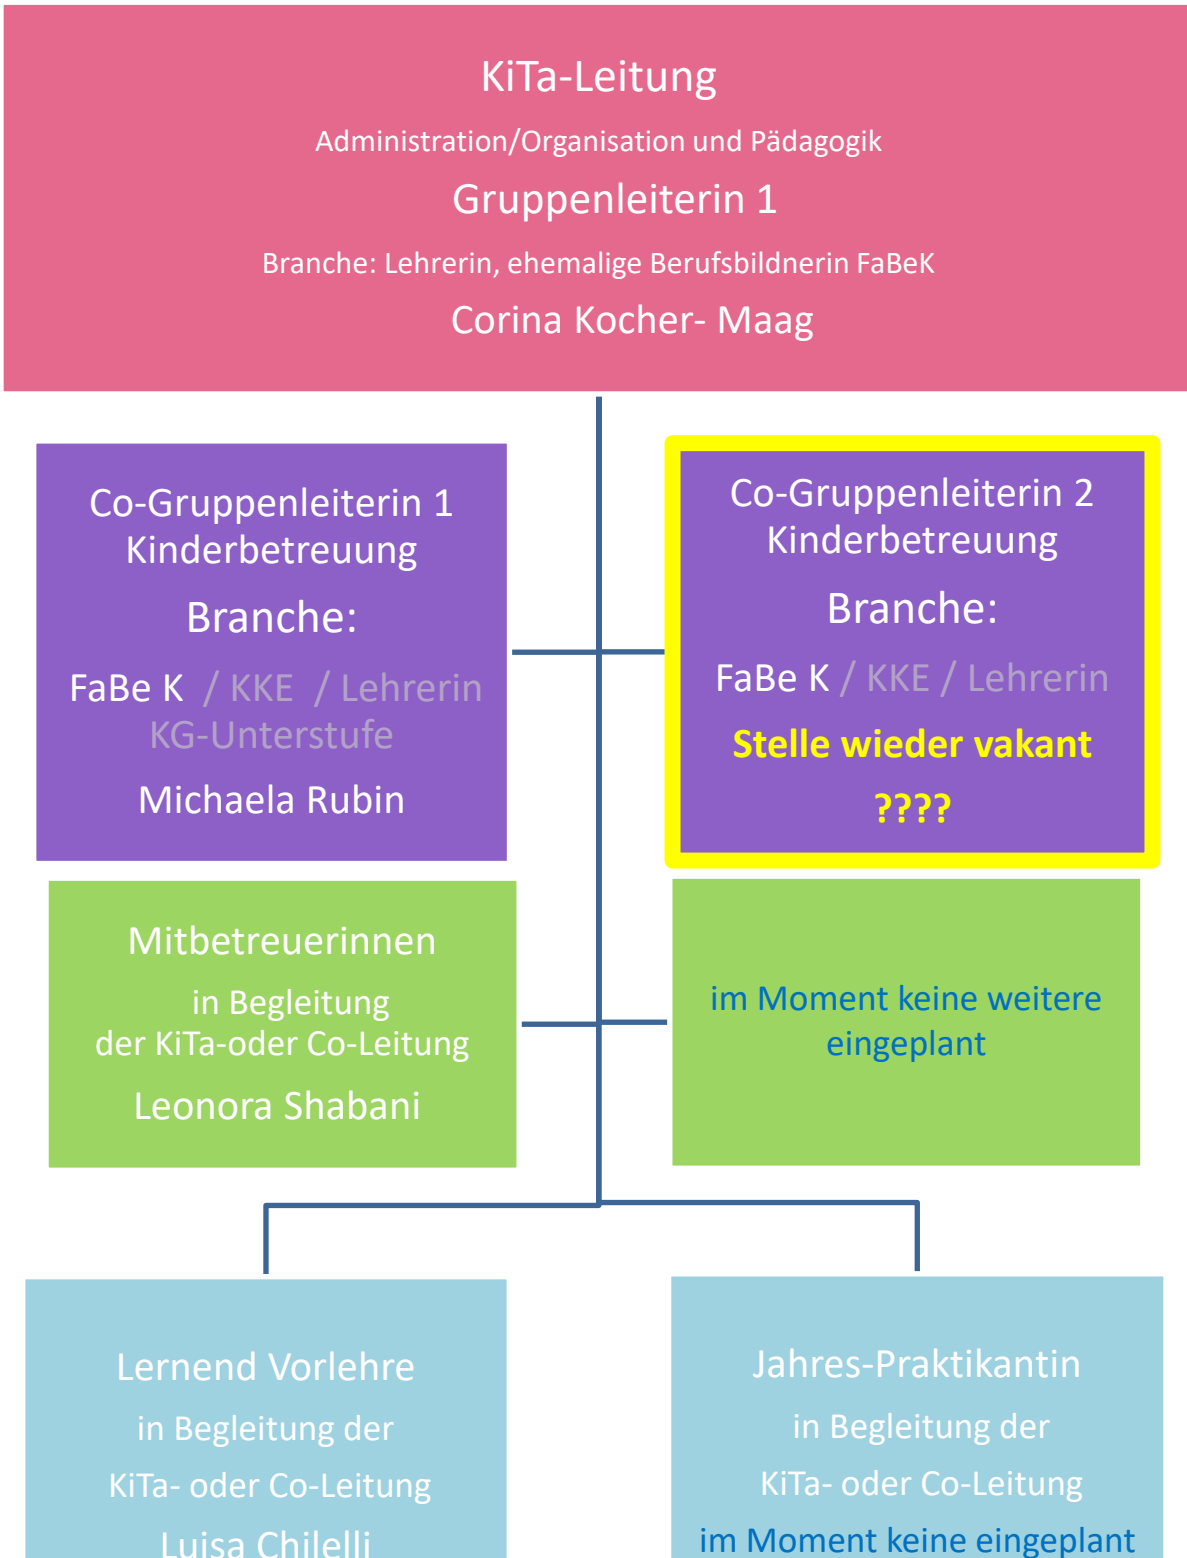 KiTa-Leitung
Administration/Organisation und Pädagogik
Gruppenleiterin 1
Branche: Lehrerin, ehemalige Berufsbildnerin FaBeK
Corina Kocher- Maag
Co-Gruppenleiterin 1
Kinderbetreuung
Branche:
FaBe K / KKE / Lehrerin
KG-Unterstufe
Michaela Rubin
Co-Gruppenleiterin 2
Kinderbetreuung
Branche:
FaBe K / KKE / Lehrerin
Stelle wieder vakant
????
Mitbetreuerinnen
in Begleitung
der KiTa-oder Co-Leitung
Leonora Shabani
im Moment keine weitere
eingeplant
Lernend Vorlehre
in Begleitung der
KiTa- oder Co-Leitung
Luisa Chilelli
Jahres-Praktikantin
in Begleitung der
KiTa- oder Co-Leitung
im Moment keine eingeplant